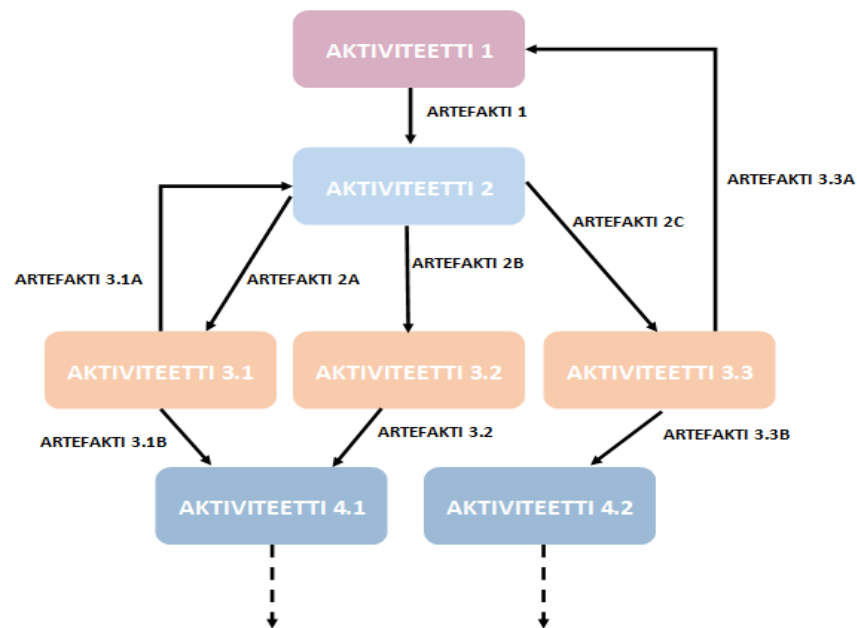 AKTIVITEETTI 1
ARTEFAKTI 1
ARTEFAKTI 3.3A
AKTIVITEETTI 2
ARTEFAKTI 2C
ARTEFAKTI 3.1A
ARTEFAKTI 2A
ARTEFAKTI 2B
AKTIVITEETTI 3.1
AKTIVITEETTI 3.2
AKTIVITEETTI 3.3
ARTEFAKTI 3.1B
ARTEFAKTI 3.2
ARTEFAKTI 3.3B
AKTIVITEETTI 4.1
AKTIVITEETTI 4.2